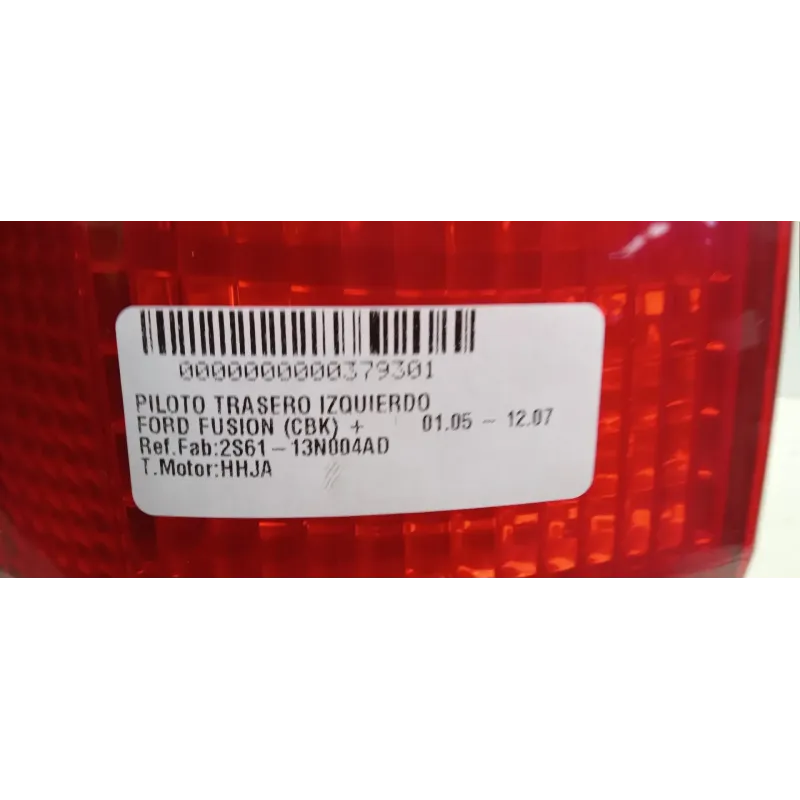 0000000000379301
PILOTO TRASERO IZQUIERDO
FORD FUSION (CBK) + 01.05 - 12.07
Ref.Fab:2S61-13N004AD
T.Motor:HHJA